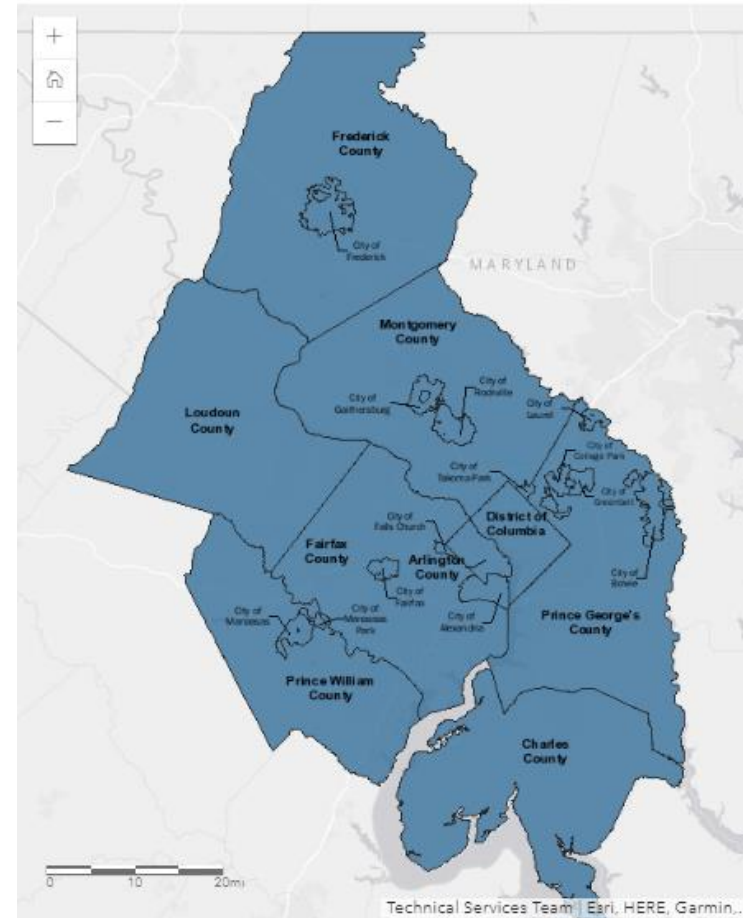 +
−
Frederick
County
City of
Frederick
MARYLAND
Montgomery
County
City of
Rockville
City of
Gaithersburg
City of
Laurel
Loudoun
County
City of
College Park
City of
Takoma Park
City of
Greenbelt
District of
Columbia
City of
Falls Church
Fairfax
County
Arlington
County
City of
Fairfax
City of
Bowie
City of
Manassas
City of
Manassas
Park
City of
Alexandria
Prince George's
County
Prince William
County
Charles
County
0 10 20mi
Technical Services Team | Esri, HERE, Garmin...